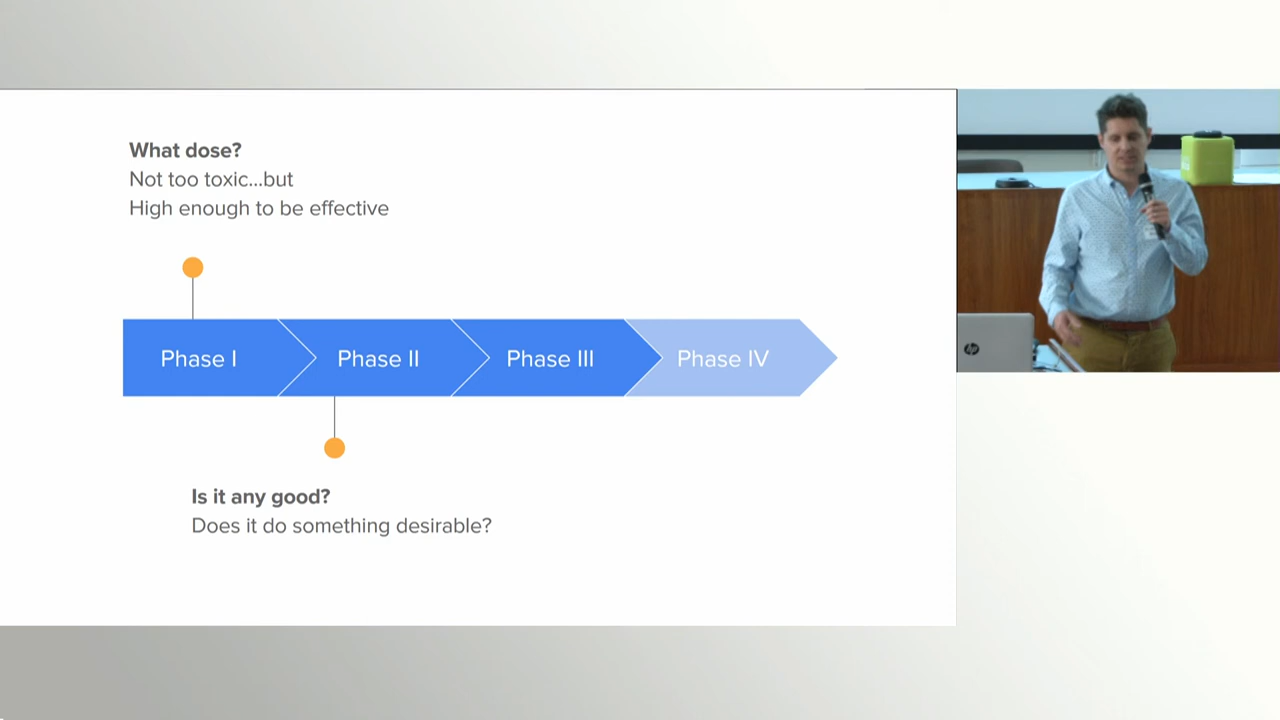 What dose?
Not too toxic...but
High enough to be effective
Phase I
Phase II
Phase III
Phase IV
Is it any good?
Does it do something desirable?
hp